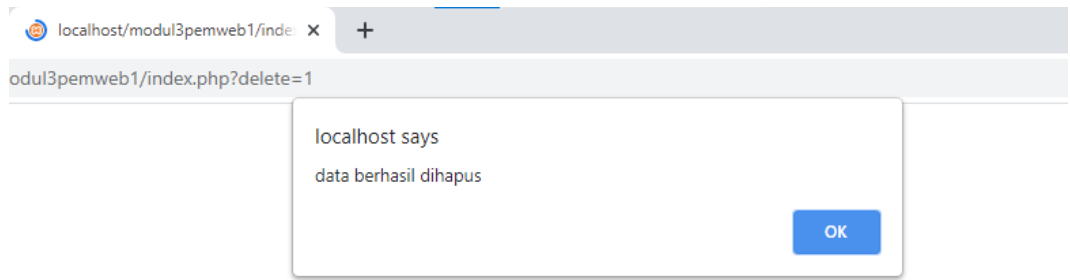 localhost/modul3pemweb1/inde
odul3pemweb1/index.php?delete=1
localhost says
data berhasil dihapus
OK